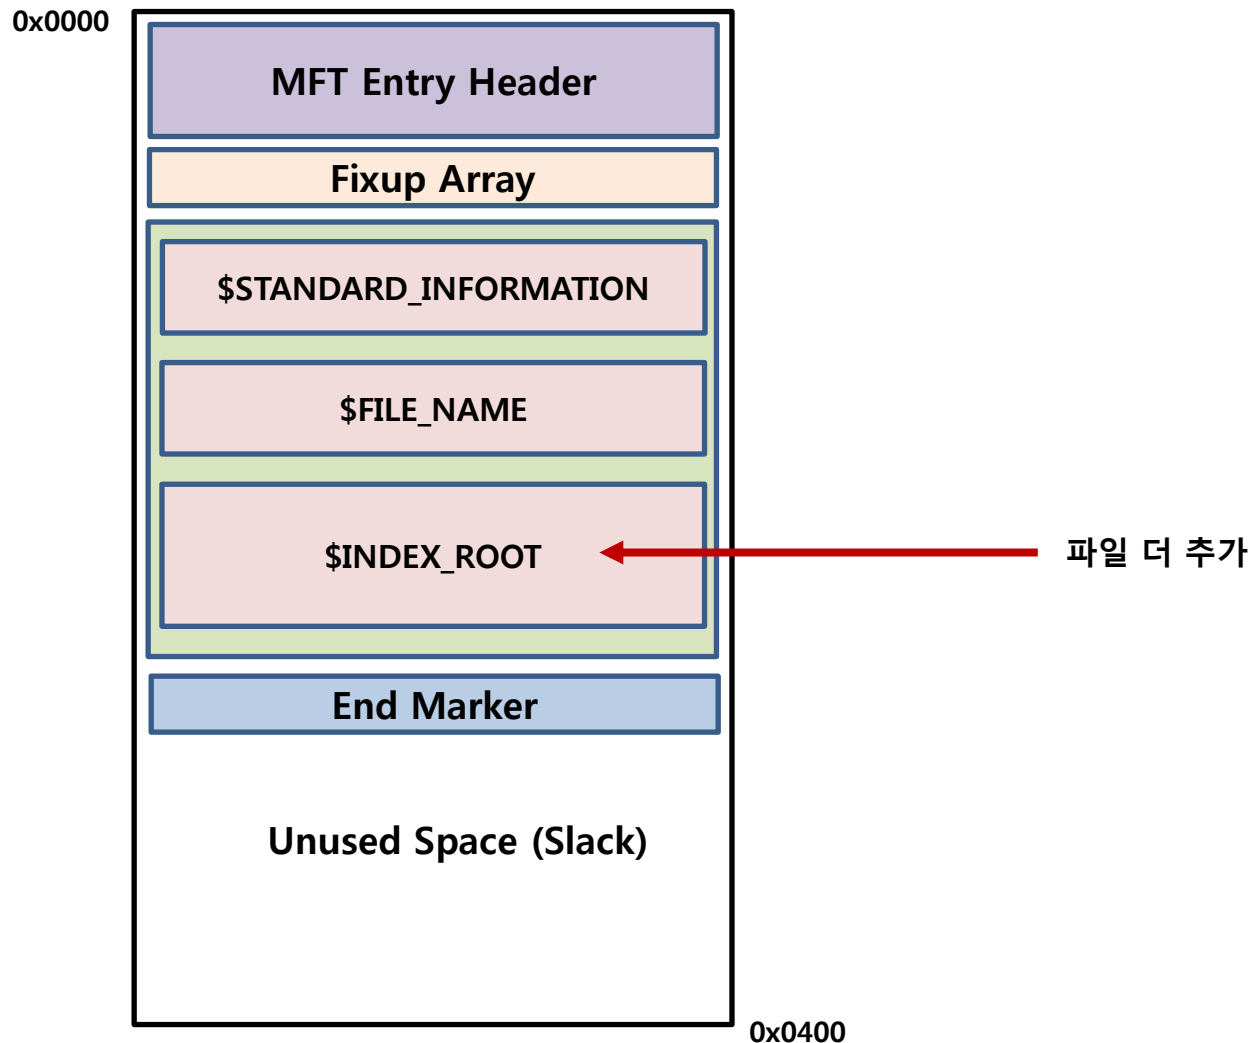 0x0000
MFT Entry Header
Fixup Array
$STANDARD_INFORMATION
$FILE_NAME
$INDEX_ROOT
파일 더 추가
End Marker
Unused Space (Slack)
0x0400